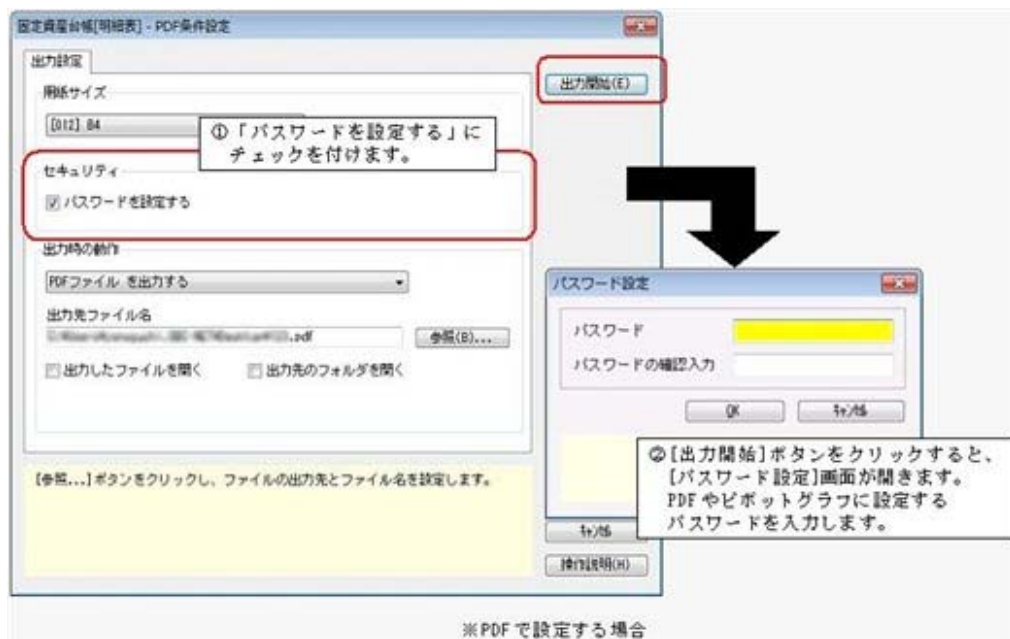 固定資産台帳[明細表] - PDF条件設定
出力設定
出力開始(E)
用紙サイズ
[012] B4
①「パスワードを設定する」に
チェックを付けます。
セキュリティ
パスワードを設定する
出力時の動作
PDFファイル を出力する
出力先ファイル名
.pdf
参照(B)...
出力したファイルを開く
出力先のフォルダを開く
[参照...]ボタンをクリックし、ファイルの出力先とファイル名を設定します。
パスワード設定
パスワード
パスワードの確認入力
OK
ｷｬﾝｾﾙ
②[出力開始]ボタンをクリックすると、
[パスワード設定]画面が開きます。
PDFやピボットグラフに設定する
パスワードを入力します。
ｷｬﾝｾﾙ
操作説明(H)
※PDFで設定する場合